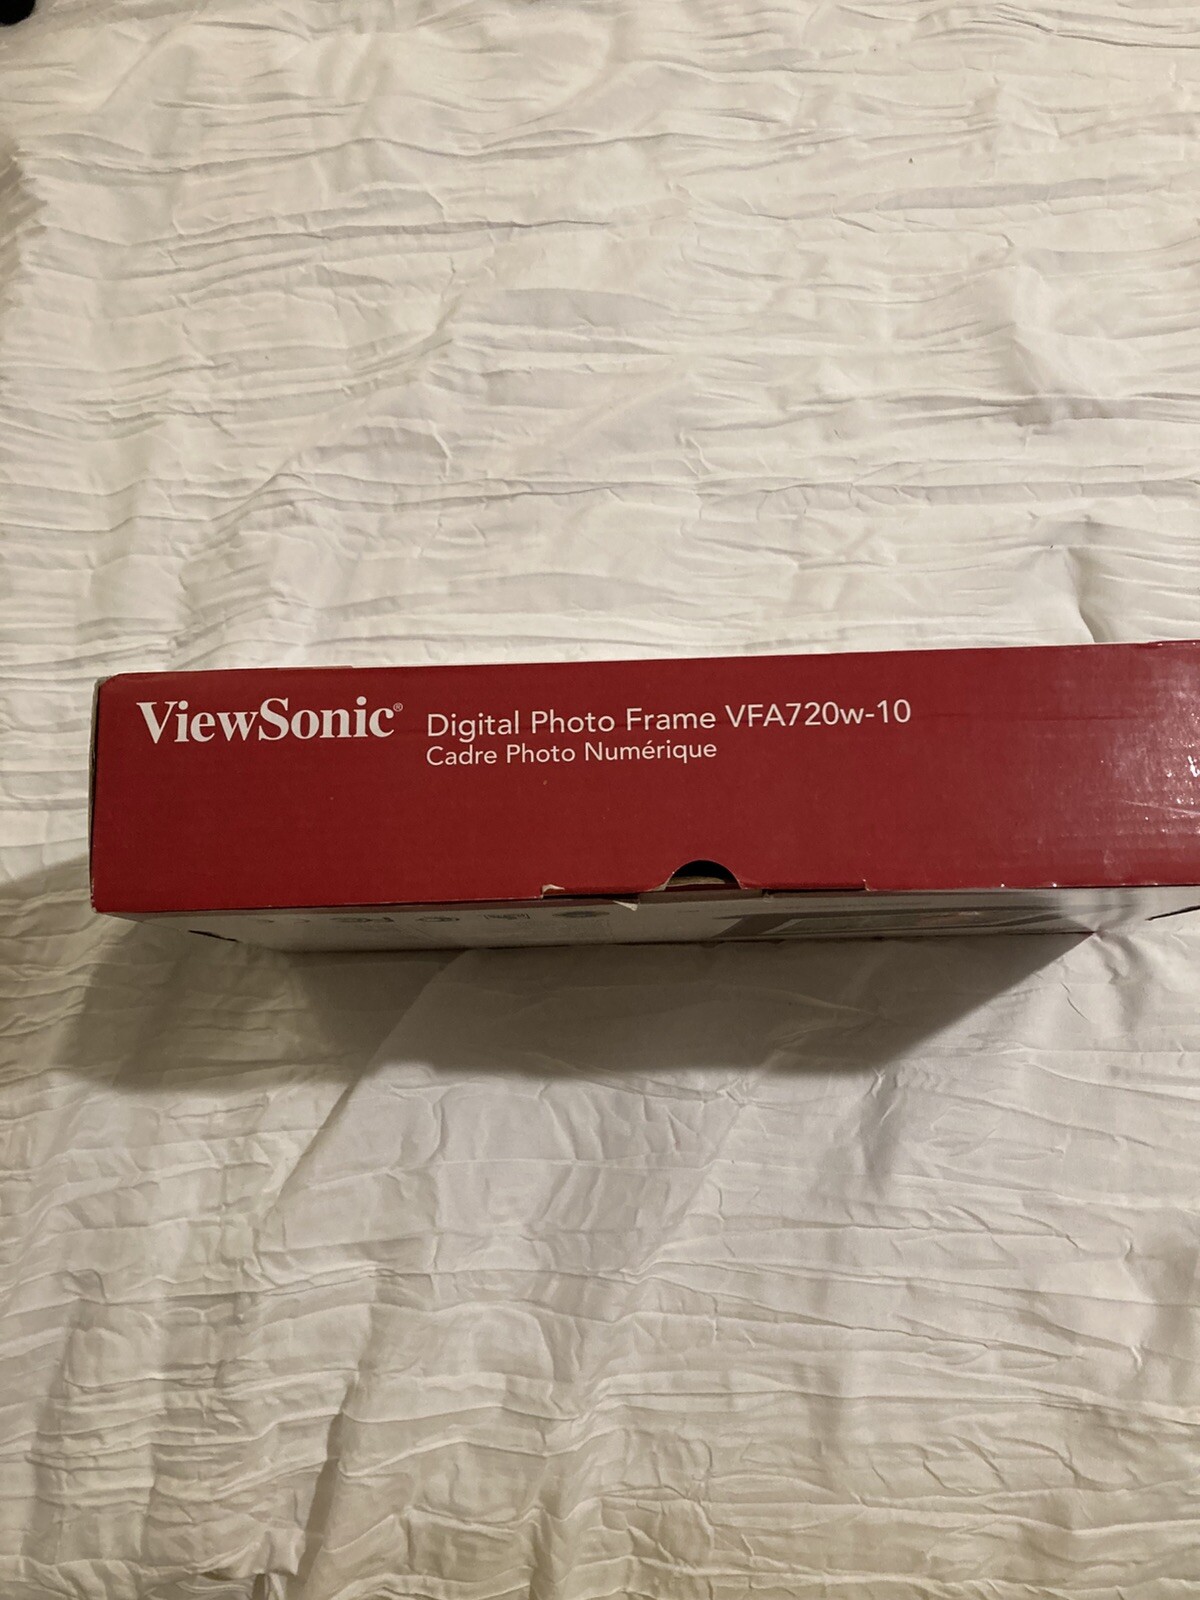 ViewSonic® Digital Photo Frame VFA720w-10
Cadre Photo Numérique